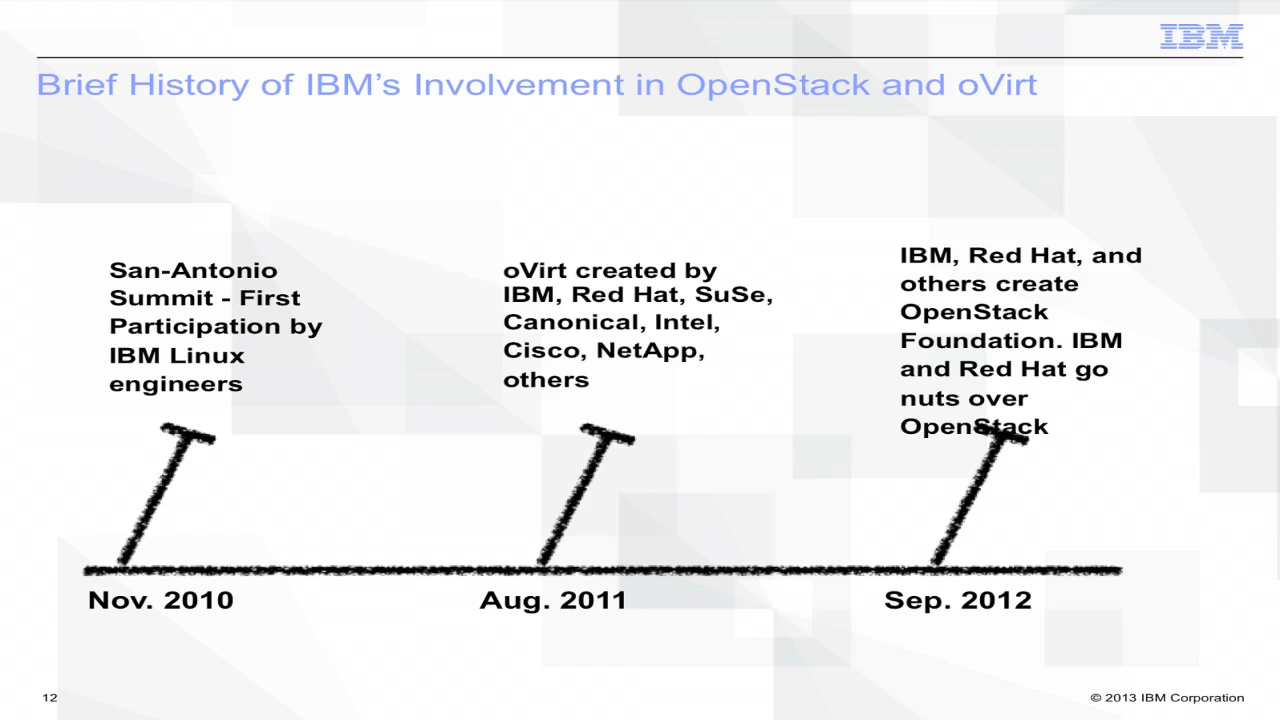 IBM
Brief History of IBM’s Involvement in OpenStack and oVirt
San-Antonio
Summit - First
Participation by
IBM Linux
engineers
oVirt created by
IBM, Red Hat, SuSe,
Canonical, Intel,
Cisco, NetApp,
others
IBM, Red Hat, and
others create
OpenStack
Foundation. IBM
and Red Hat go
nuts over
OpenStack
Nov. 2010
Aug. 2011
Sep. 2012
12
© 2013 IBM Corporation